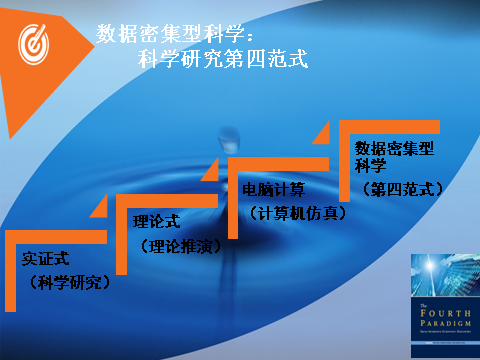 数据密集型科学：
科学研究第四范式
数据密集型
科学
（第四范式）
电脑计算
（计算机仿真）
理论式
（理论推演）
实证式
（科学研究）
The
FOURTH
PARADIGM